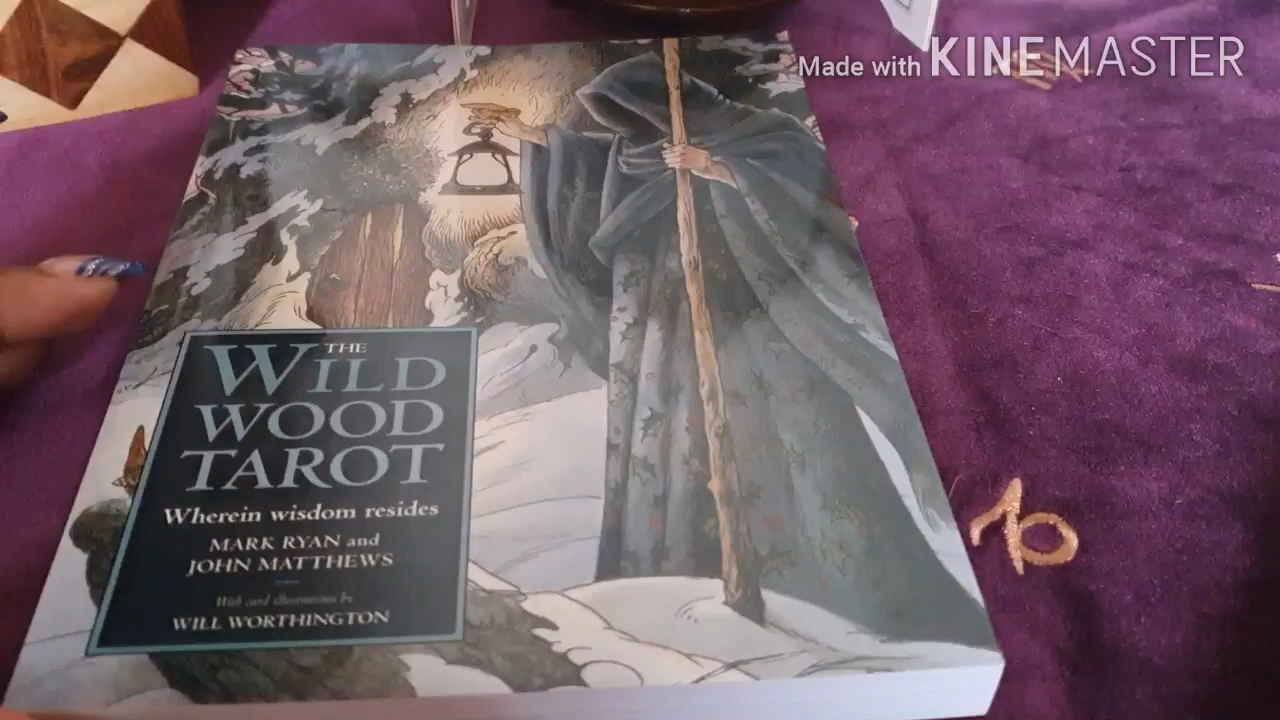 Made with KINEMASTER
THE
WILD
WOOD
TAROT
Wherein wisdom resides
MARK RYAN and
JOHN MATTHEWS
With card illustrations by
WILL WORTHINGTON